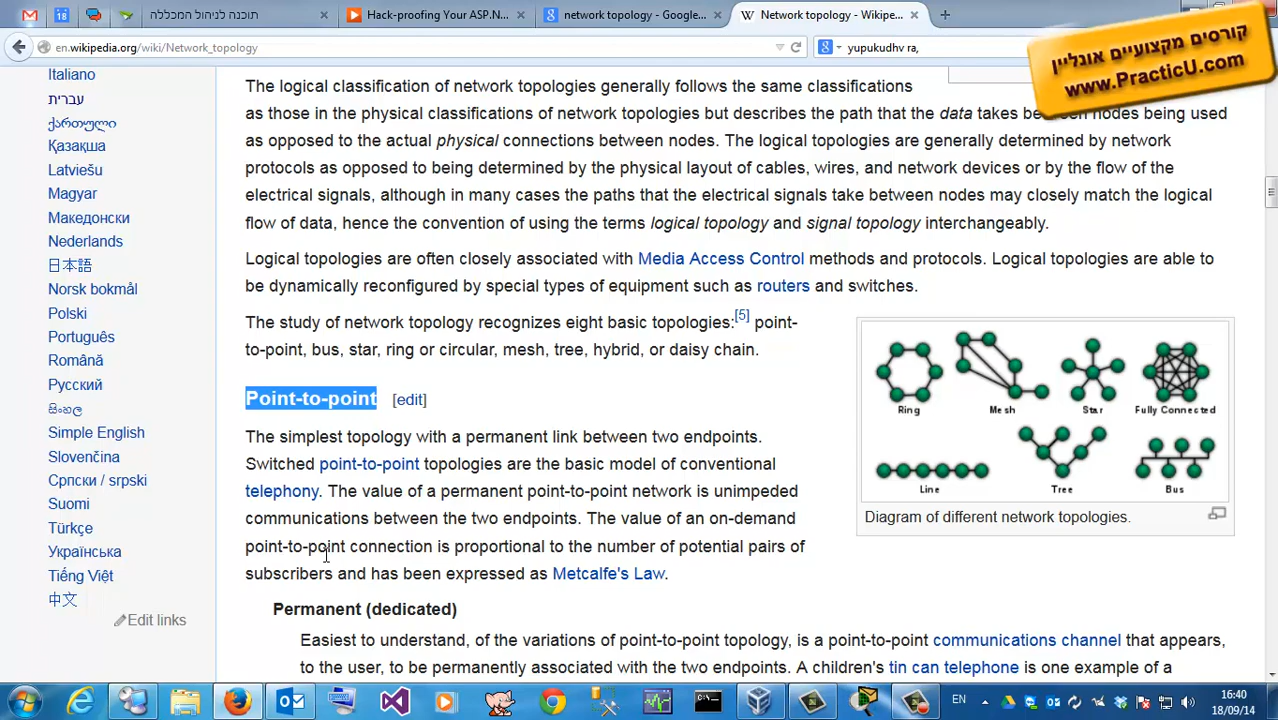 תוכנה לניהול המכללה
Hack-proofing Your ASP.N...
network topology - Google...
Network topology - Wikipe...
en.wikipedia.org/wiki/Network_topology
yupukudhv ra,
קורסים מקצועיים אונליין
www.PracticU.com
Italiano
עברית
ქართული
Қазақша
Latviešu
Magyar
Македонски
Nederlands
日本語
Norsk bokmål
Polski
Português
Română
Русский
සිංහල
Simple English
Slovenčina
Српски / srpski
Suomi
Türkçe
Українська
Tiếng Việt
中文
Edit links
The logical classification of network topologies generally follows the same classifications
as those in the physical classifications of network topologies but describes the path that the data takes between nodes being used
as opposed to the actual physical connections between nodes. The logical topologies are generally determined by network
protocols as opposed to being determined by the physical layout of cables, wires, and network devices or by the flow of the
electrical signals, although in many cases the paths that the electrical signals take between nodes may closely match the logical
flow of data, hence the convention of using the terms logical topology and signal topology interchangeably.
Logical topologies are often closely associated with Media Access Control methods and protocols. Logical topologies are able to
be dynamically reconfigured by special types of equipment such as routers and switches.
The study of network topology recognizes eight basic topologies:[5] point-
to-point, bus, star, ring or circular, mesh, tree, hybrid, or daisy chain.
Point-to-point [edit]
The simplest topology with a permanent link between two endpoints.
Switched point-to-point topologies are the basic model of conventional
telephony. The value of a permanent point-to-point network is unimpeded
communications between the two endpoints. The value of an on-demand
point-to-point connection is proportional to the number of potential pairs of
subscribers and has been expressed as Metcalfe's Law.
Ring Mesh Star Fully Connected
Line Tree Bus
Diagram of different network topologies.
Permanent (dedicated)
Easiest to understand, of the variations of point-to-point topology, is a point-to-point communications channel that appears,
to the user, to be permanently associated with the two endpoints. A children's tin can telephone is one example of a
EN
16:40
18/09/14